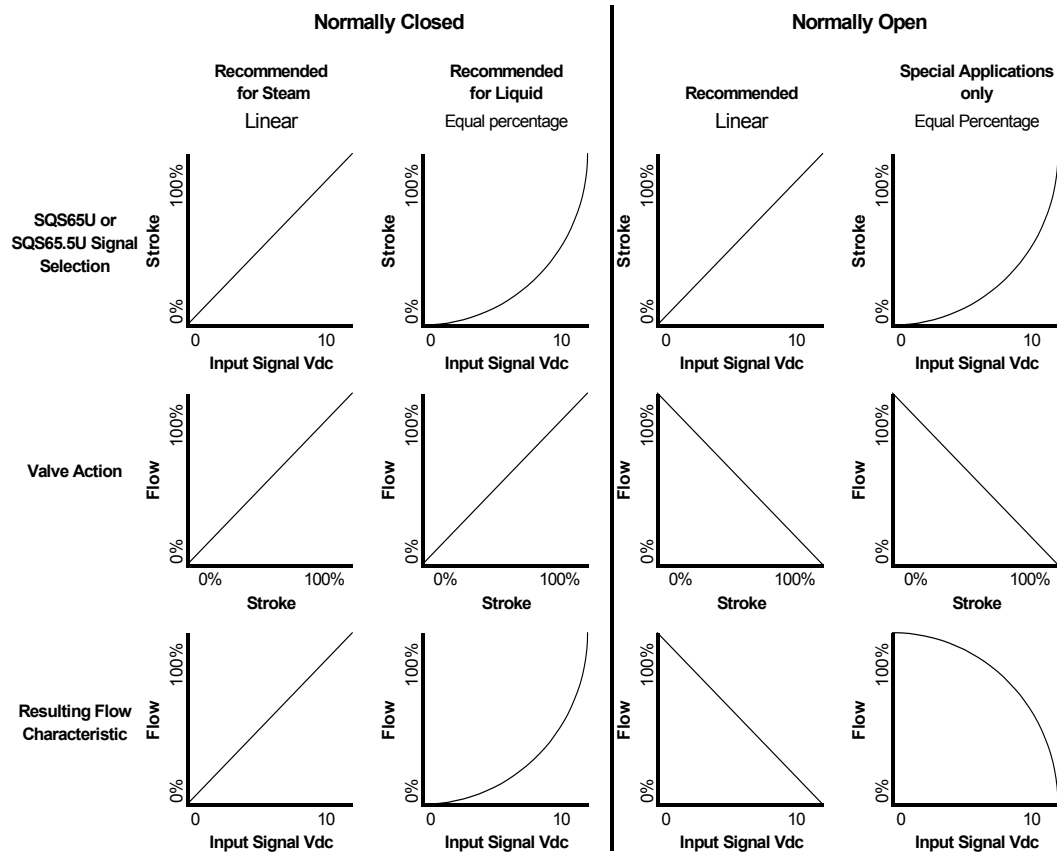 Normally Closed
Normally Open
Recommended
for Steam
Linear
Recommended
for Liquid
Equal percentage
Recommended
Linear
Special Applications
only
Equal Percentage
SQS65U or
SQS65.5U Signal
Selection
100%
Stroke
0%
0
10
Input Signal Vdc
100%
Stroke
0%
0
10
Input Signal Vdc
100%
Stroke
0%
0
10
Input Signal Vdc
100%
Stroke
0%
0
10
Input Signal Vdc
Valve Action
100%
Flow
0%
0%
100%
Stroke
100%
Flow
0%
0%
100%
Stroke
100%
Flow
0%
0%
100%
Stroke
100%
Flow
0%
0%
100%
Stroke
Resulting Flow
Characteristic
100%
Flow
0%
0
10
Input Signal Vdc
100%
Flow
0%
0
10
Input Signal Vdc
100%
Flow
0%
0
10
Input Signal Vdc
100%
Flow
0%
0
10
Input Signal Vdc